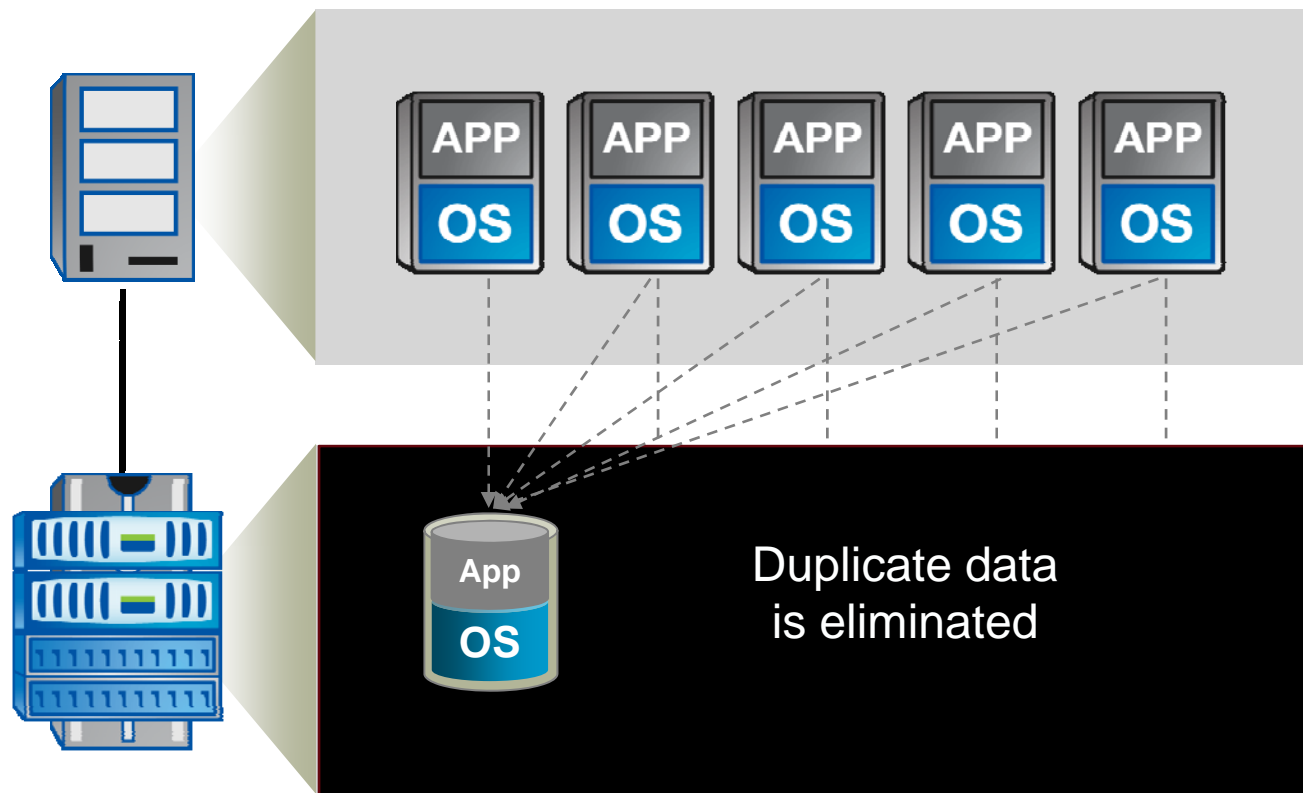 APP APP APP APP APP
OS OS OS OS OS
App
OS
Duplicate data
is eliminated